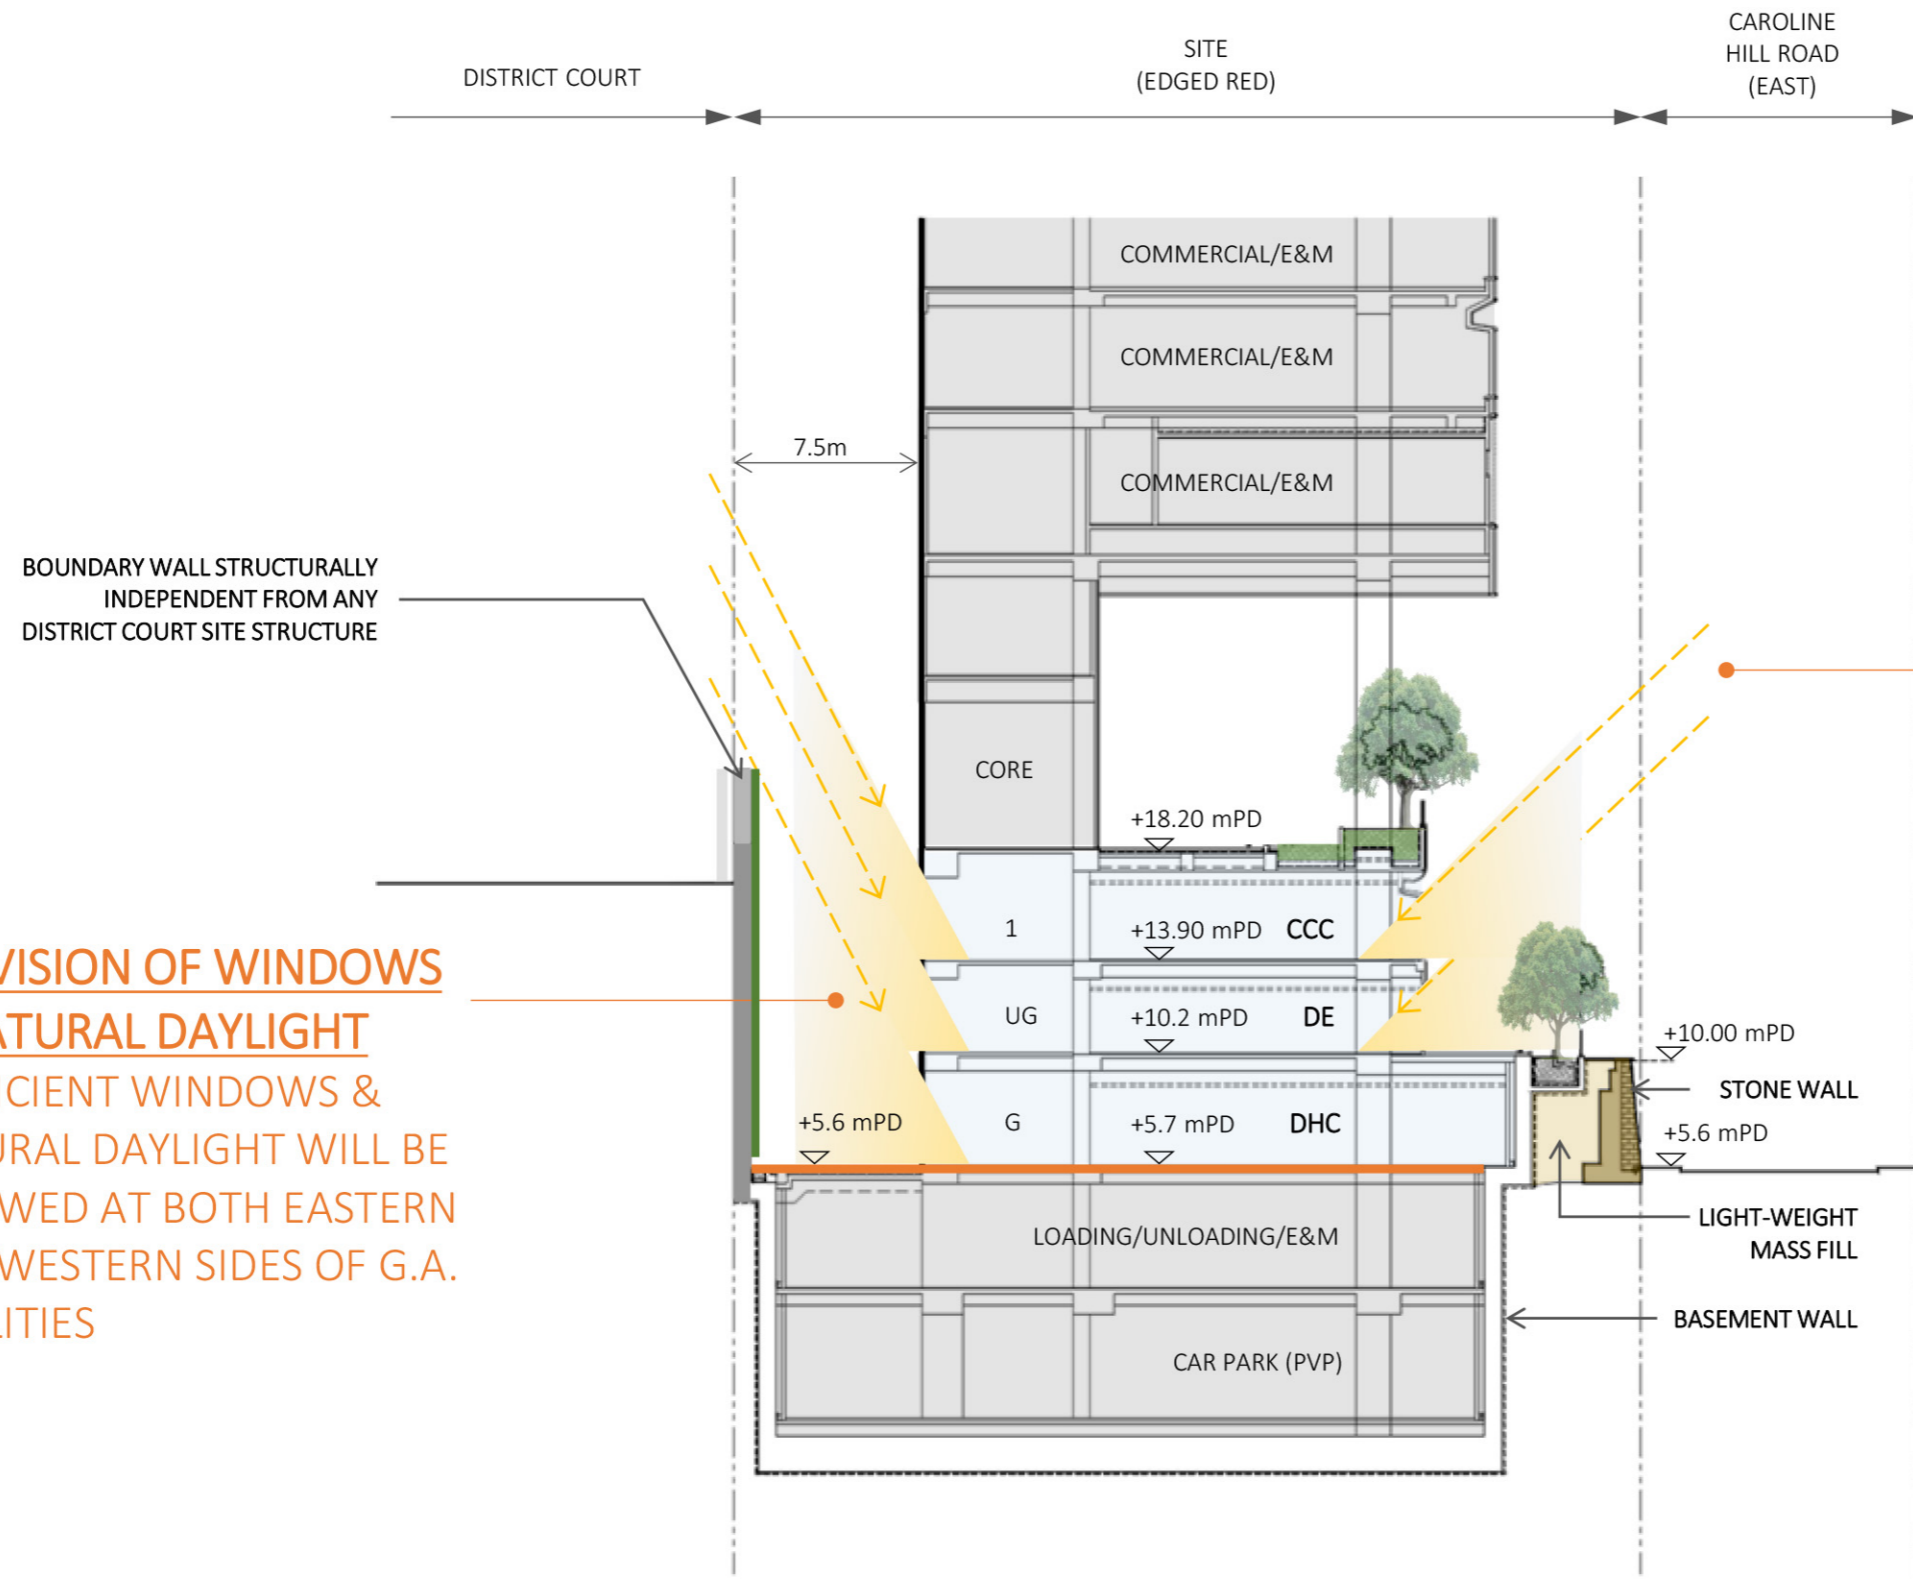 DISTRICT COURT
SITE
(EDGED RED)
CAROLINE
HILL ROAD
(EAST)
COMMERCIAL/E&M
COMMERCIAL/E&M
7.5m
COMMERCIAL/E&M
BOUNDARY WALL STRUCTURALLY
INDEPENDENT FROM ANY
DISTRICT COURT SITE STRUCTURE
CORE
+18.20 mPD
1
+13.90 mPD
CCC
VISION OF WINDOWS
ATURAL DAYLIGHT
ICIENT WINDOWS &
URAL DAYLIGHT WILL BE
WED AT BOTH EASTERN
WESTERN SIDES OF G.A.
LITIES
UG
+10.2 mPD
DE
+10.00 mPD
STONE WALL
+5.6 mPD
G
+5.7 mPD
DHC
+5.6 mPD
LIGHT-WEIGHT
MASS FILL
LOADING/UNLOADING/E&M
BASEMENT WALL
CAR PARK (PVP)